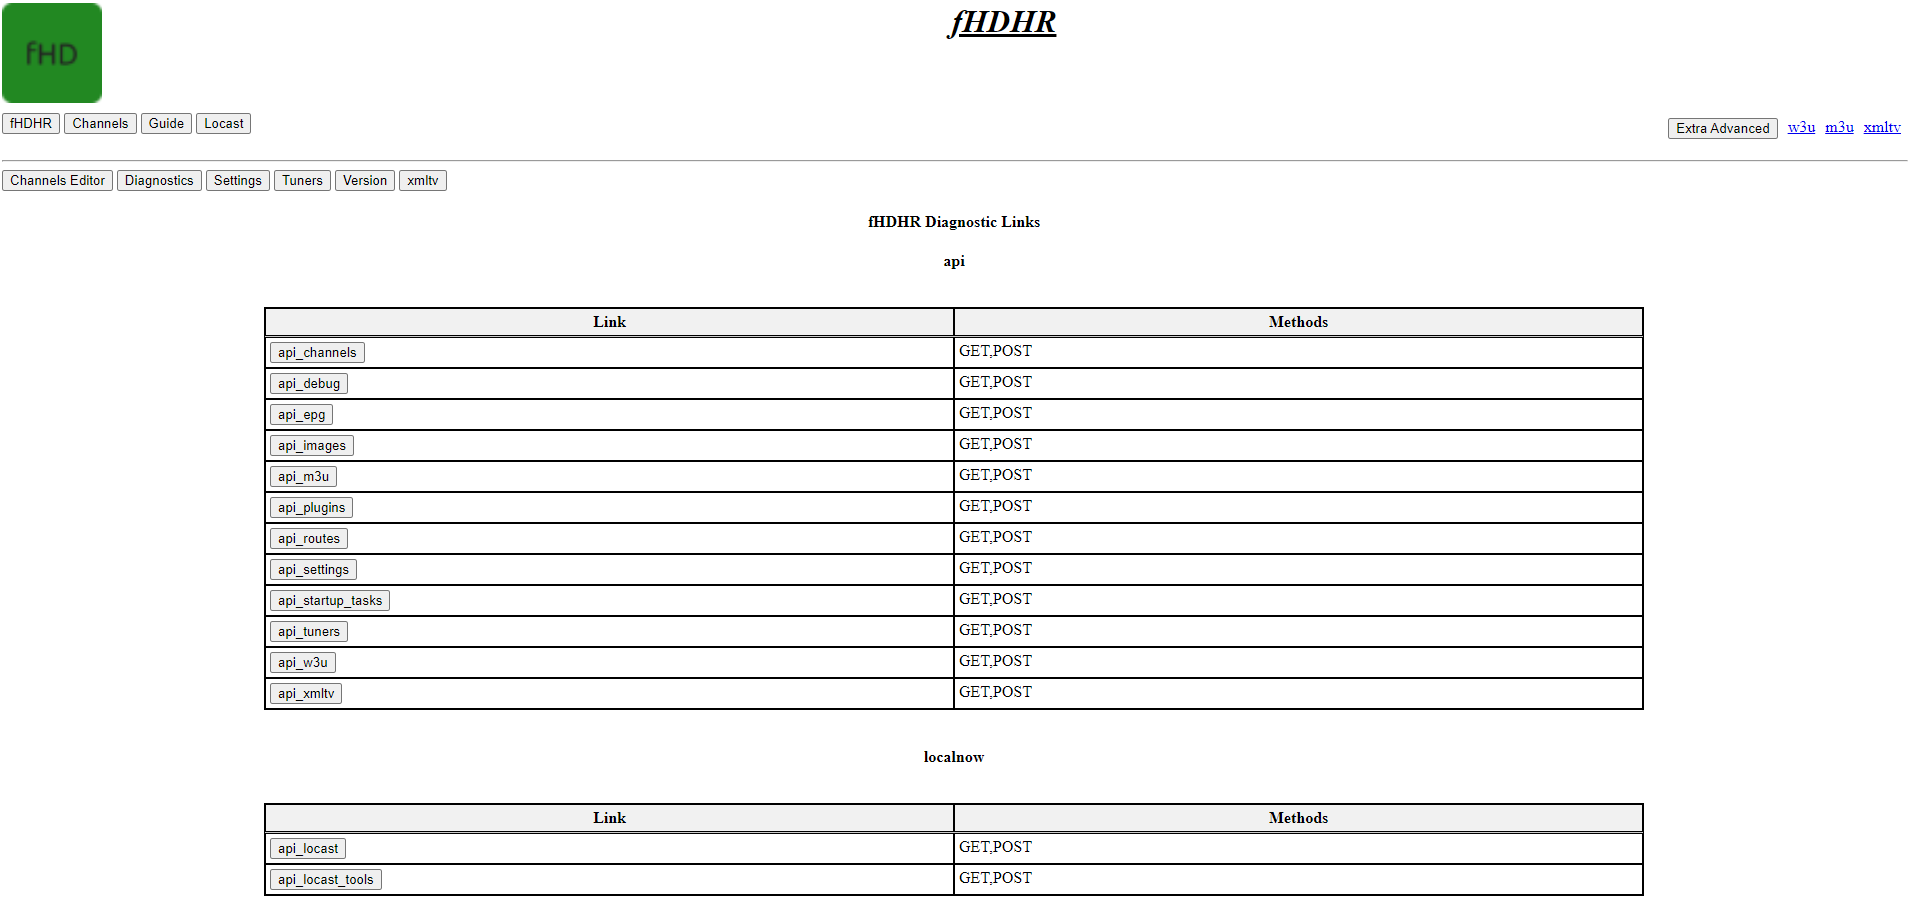 fHD
fHDHR
fHDHR Channels Guide Locast Extra Advanced w3u m3u xmltv
Channels Editor Diagnostics Settings Tuners Version xmltv
fHDHR Diagnostic Links
api
Link Methods
api_channels GET,POST
api_debug GET,POST
api_epg GET,POST
api_images GET,POST
api_m3u GET,POST
api_plugins GET,POST
api_routes GET,POST
api_settings GET,POST
api_startup_tasks GET,POST
api_tuners GET,POST
api_w3u GET,POST
api_xmltv GET,POST
localnow
Link Methods
api_locast GET,POST
api_locast_tools GET,POST